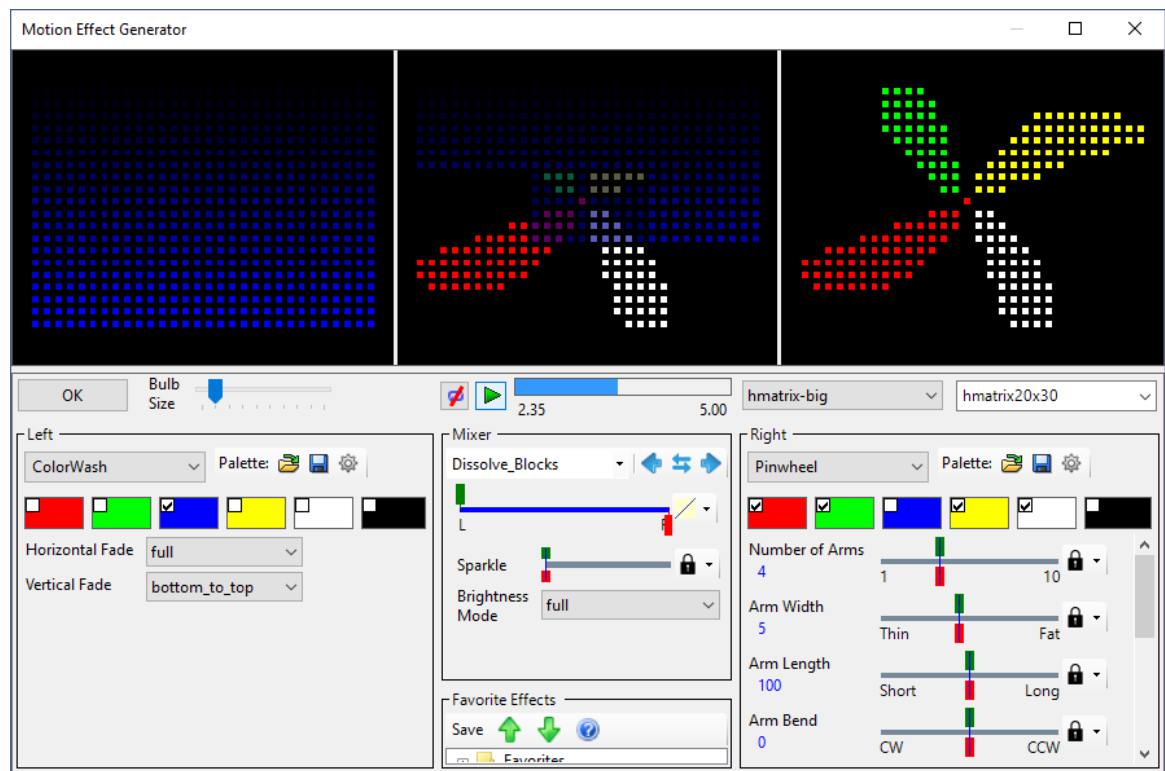 Motion Effect Generator
OK
Bulb
Size
2.35
5.00
hmatrix-big
hmatrix20x30
Left
ColorWash
Palette:
Horizontal Fade
full
Vertical Fade
bottom_to_top
Mixer
Dissolve_Blocks
L
Sparkle
Brightness
Mode
full
Favorite Effects
Save
Favorites
Right
Pinwheel
Palette:
Number of Arms
4
1
10
Arm Width
5
Thin
Fat
Arm Length
100
Short
Long
Arm Bend
0
CW
CCW